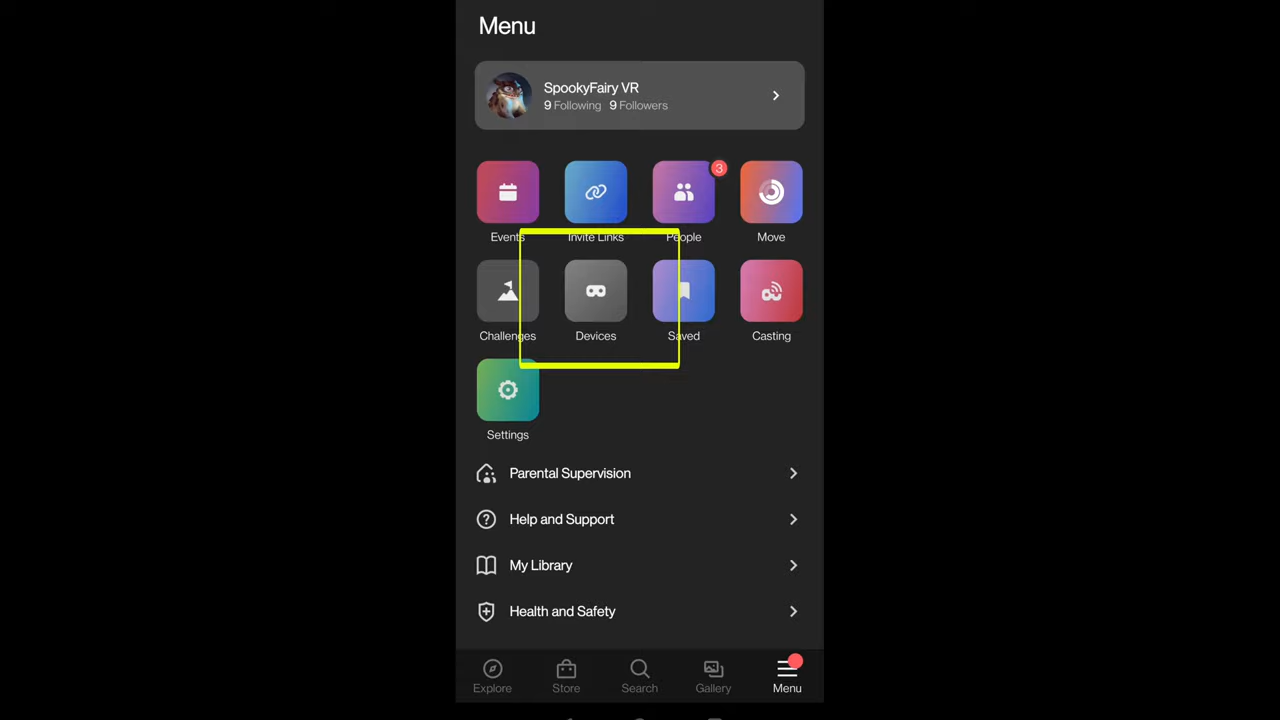 Menu
SpookyFairy VR
9 Following 9 Followers
3
Events Invite Links People Move
Challenges Devices Saved Casting
Settings
Parental Supervision
Help and Support
My Library
Health and Safety
Explore Store Search Gallery Menu